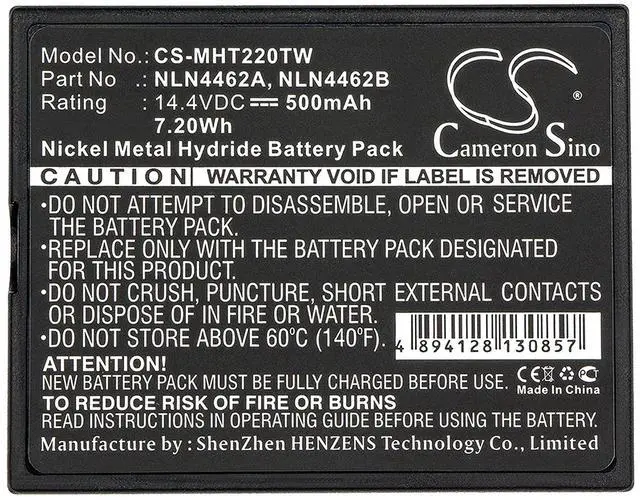 Model No.: CS-MHT220TW
Part No .: NLN4462A, NLN4462B
Rating : 14.4VDC ⎓ 500mAh
7.20Wh
Nickel Metal Hydride Battery Pack
CS ®
Cameron Sino
CAUTION WARRANTY VOID IF LABEL IS REMOVED
•DO NOT ATTEMPT TO DISASSEMBLE, OPEN OR SERVICE
THE BATTERY PACK.
•REPLACE ONLY WITH THE BATTERY PACK DESIGNATED
FOR THIS PRODUCT.
•DO NOT CRUSH, PUNCTURE, SHORT EXTERNAL CONTACTS
OR DISPOSE OF IN FIRE OR WATER.
•DO NOT STORE ABOVE 60ºC (140ºF).
4 894128 130857
ATTENTION!
NEW BATTERY PACK MUST BE FULLY CHARGED BEFORE USE
TO REDUCE RISK OF FIRE OR BURNS
READ INSTRUCTIONS IN OPERATING GUIDE BEFORE USING BATTERY
CE
Made In China
Manufacturer : ShenZhen HENZENS Technology Co., Limited